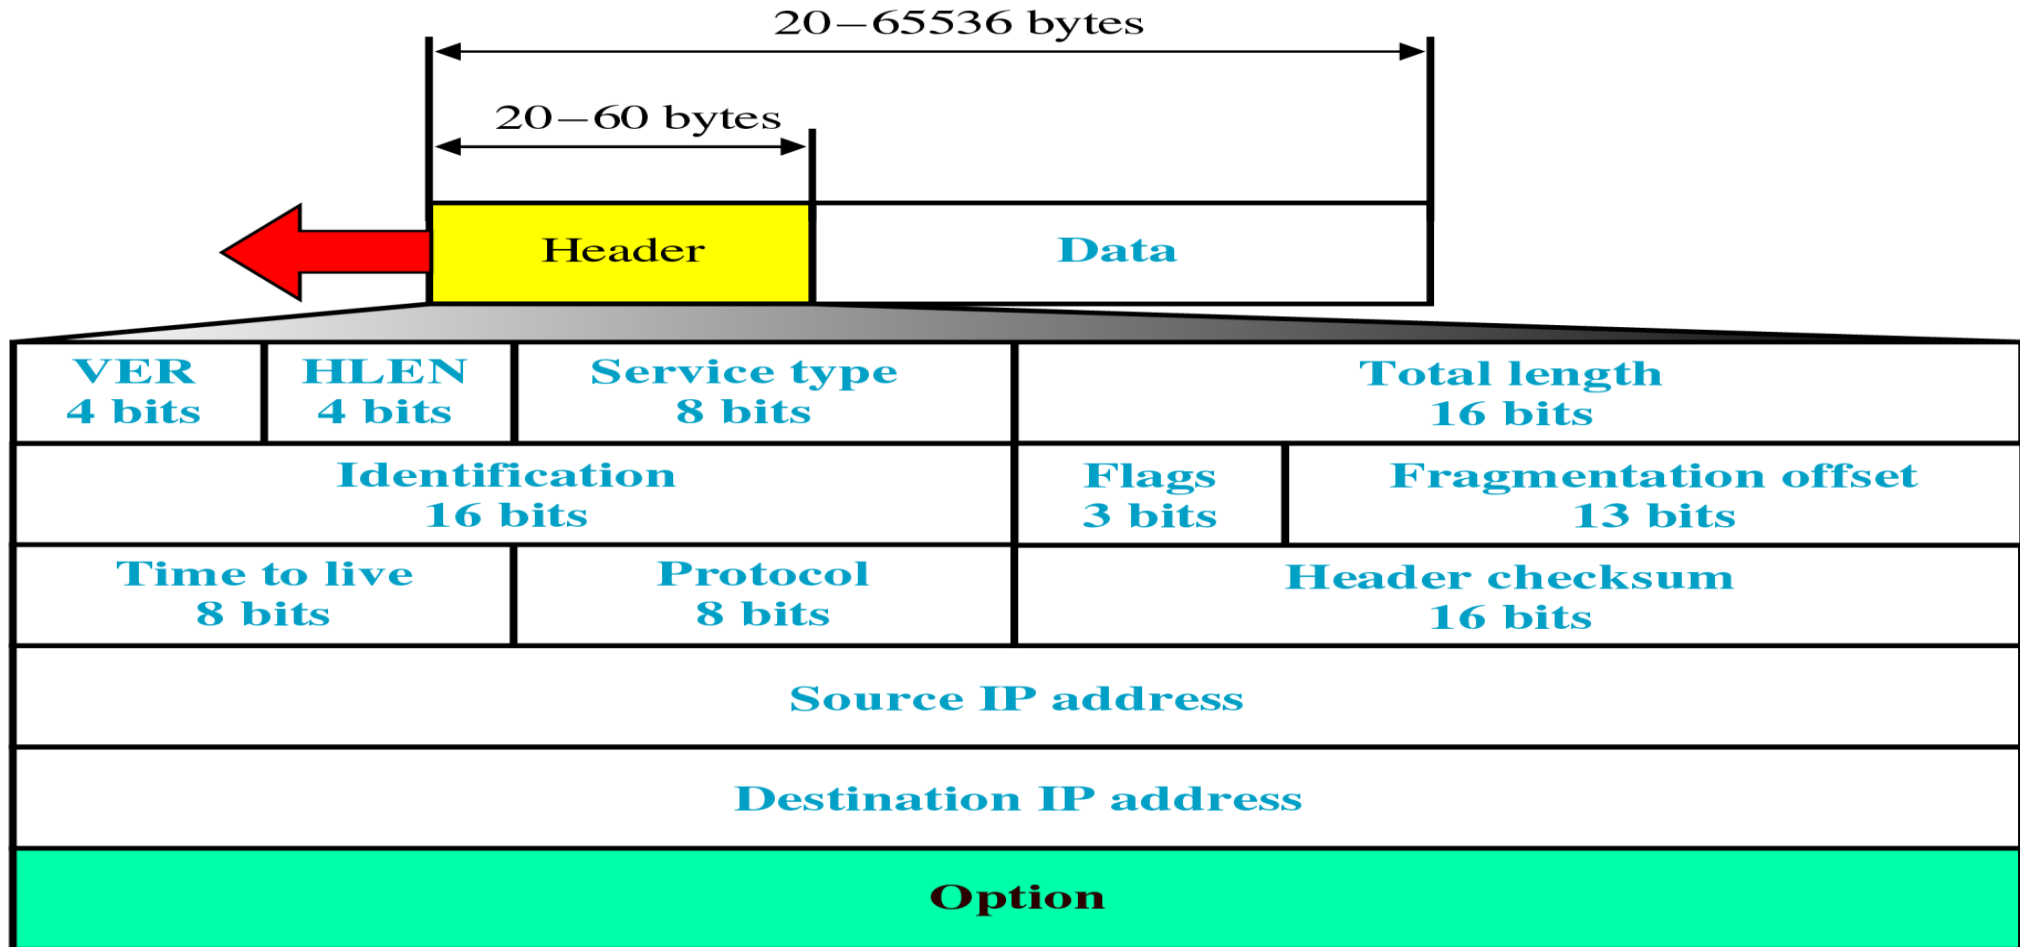 20–65536 bytes
20–60 bytes
Header
Data
VER
4 bits
HLEN
4 bits
Service type
8 bits
Total length
16 bits
Identification
16 bits
Flags
3 bits
Fragmentation offset
13 bits
Time to live
8 bits
Protocol
8 bits
Header checksum
16 bits
Source IP address
Destination IP address
Option